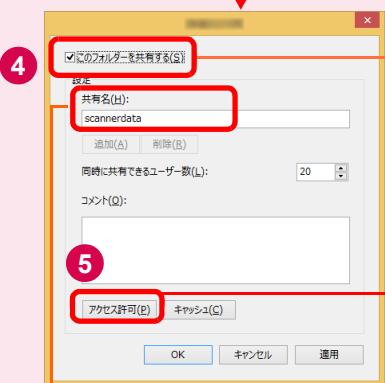 4
このフォルダーを共有する(S)
設定
共有名(H):
scannerdata
追加(A) 削除(R)
同時に共有できるユーザー数(L): 20
コメント(O):
5
アクセス許可(P) キャッシュ(C)
OK キャンセル 適用